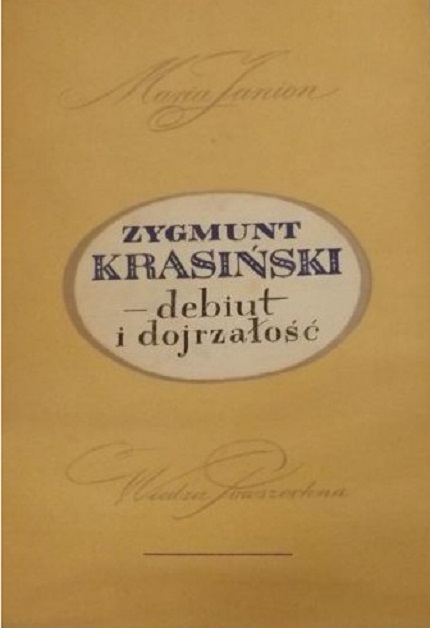 Maria Janion
ZYGMUNT
KRASIŃSKI
— debiut
i dojrzałość
Wiedza Powszechna